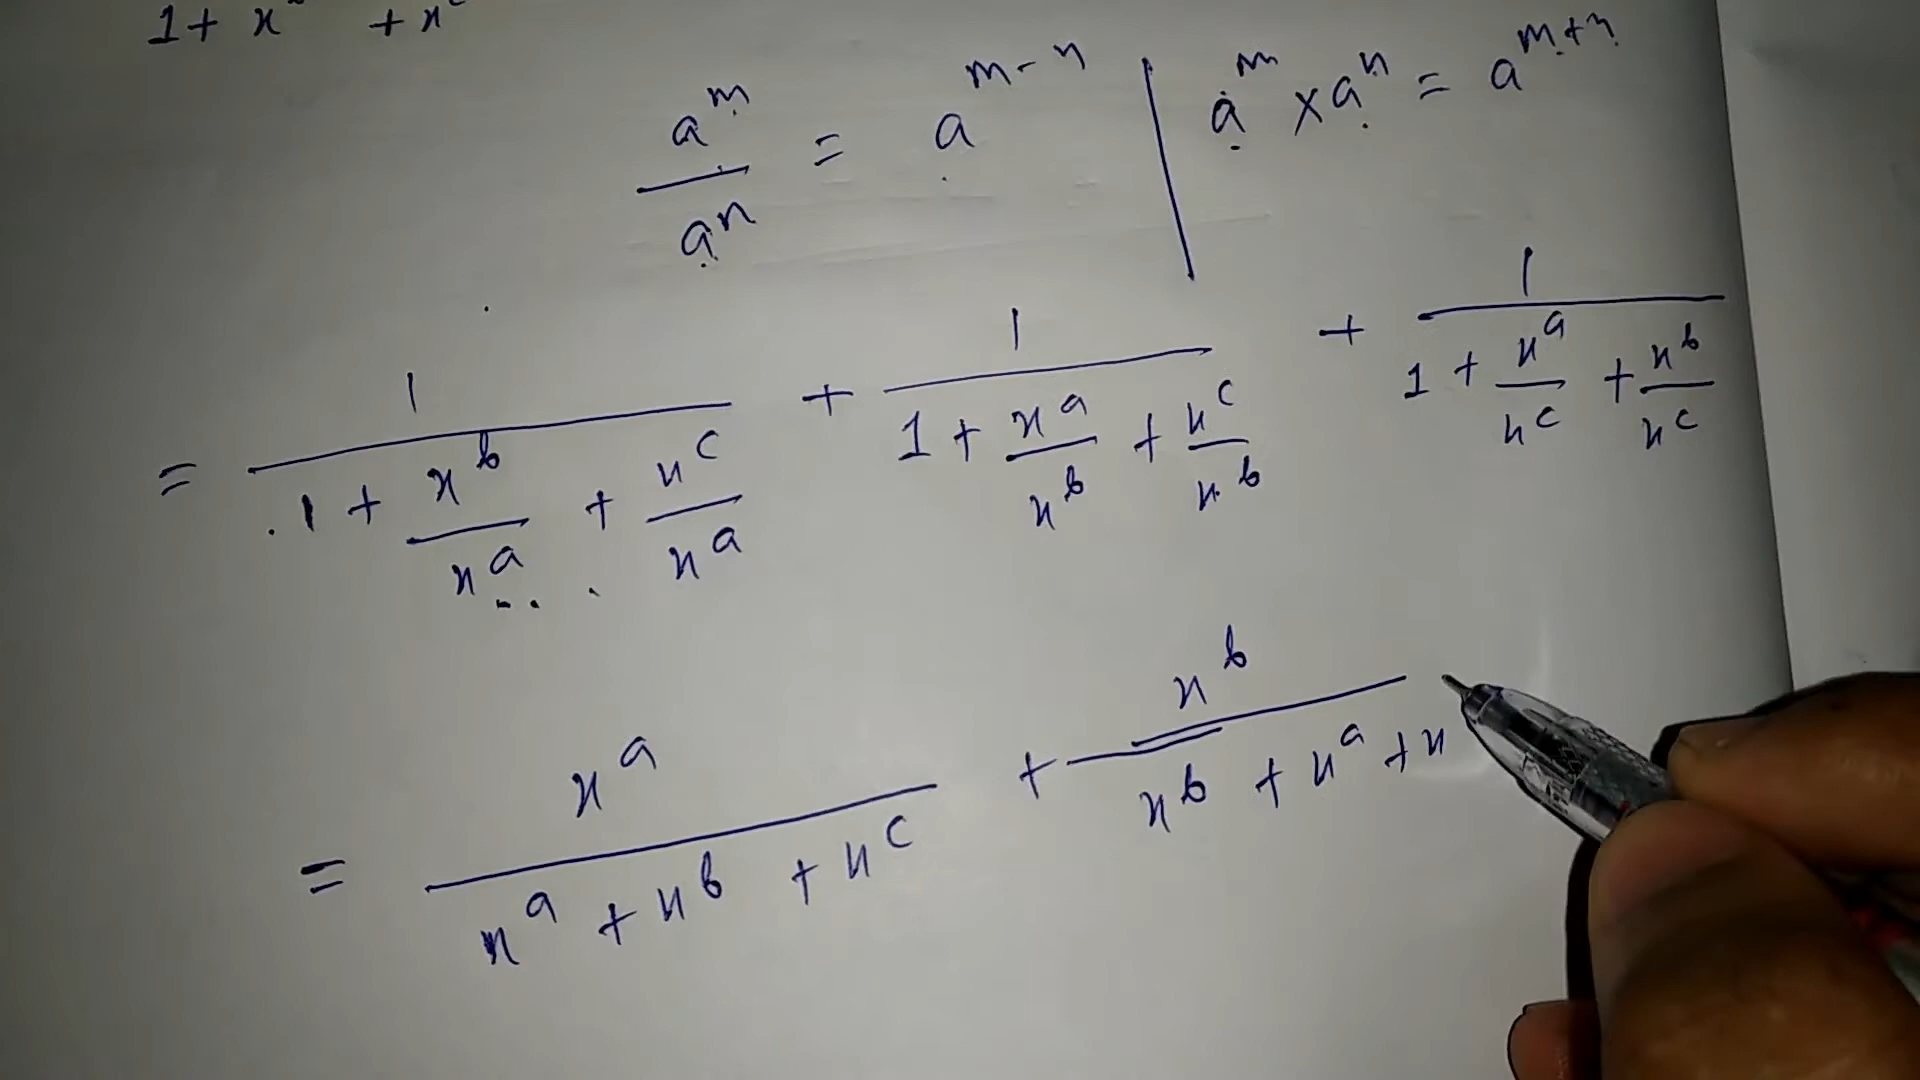 1 + x + x
a^m / a^n = a^(m-n) | a^m × a^n = a^(m+n)
= 1 / (1 + x^b/x^a + x^c/x^a) + 1 / (1 + x^a/x^b + x^c/x^b) + 1 / (1 + x^a/x^c + x^b/x^c)
= x^a / (x^a + x^b + x^c) + x^b / (x^b + x^a + x